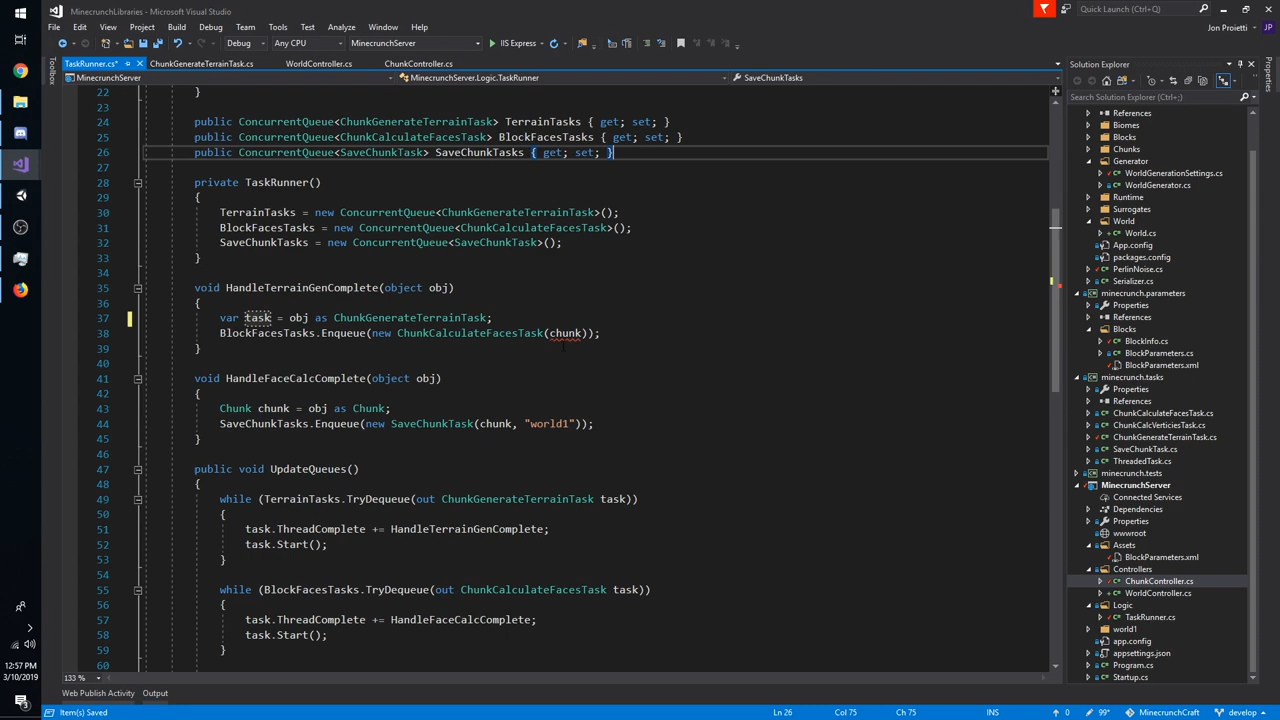 MinecrunchLibraries - Microsoft Visual Studio
Quick Launch (Ctrl+Q)
File Edit View Project Build Debug Team Tools Test Analyze Window Help
Jon Proietti JP
Debug Any CPU MinecrunchServer IIS Express
TaskRunner.cs* ChunkGenerateTerrainTask.cs WorldController.cs ChunkController.cs
MinecrunchServer MinecrunchServer.Logic.TaskRunner SaveChunkTasks
Toolbox
22 }
23
24 public ConcurrentQueue<ChunkGenerateTerrainTask> TerrainTasks { get; set; }
25 public ConcurrentQueue<ChunkCalculateFacesTask> BlockFacesTasks { get; set; }
26 public ConcurrentQueue<SaveChunkTask> SaveChunkTasks { get; set; }
27
28 private TaskRunner()
29 {
30 TerrainTasks = new ConcurrentQueue<ChunkGenerateTerrainTask>();
31 BlockFacesTasks = new ConcurrentQueue<ChunkCalculateFacesTask>();
32 SaveChunkTasks = new ConcurrentQueue<SaveChunkTask>();
33 }
34
35 void HandleTerrainGenComplete(object obj)
36 {
37 var task = obj as ChunkGenerateTerrainTask;
38 BlockFacesTasks.Enqueue(new ChunkCalculateFacesTask(chunk));
39 }
40
41 void HandleFaceCalcComplete(object obj)
42 {
43 Chunk chunk = obj as Chunk;
44 SaveChunkTasks.Enqueue(new SaveChunkTask(chunk, "world1"));
45 }
46
47 public void UpdateQueues()
48 {
49 while (TerrainTasks.TryDequeue(out ChunkGenerateTerrainTask task))
50 {
51 task.ThreadComplete += HandleTerrainGenComplete;
52 task.Start();
53 }
54
55 while (BlockFacesTasks.TryDequeue(out ChunkCalculateFacesTask task))
56 {
57 task.ThreadComplete += HandleFaceCalcComplete;
58 task.Start();
59 }
60
133 %
Solution Explorer
Search Solution Explorer (Ctrl+;)
References
Biomes
Blocks
Chunks
Generator
WorldGenerationSettings.cs
WorldGenerator.cs
Runtime
Surrogates
World
World.cs
App.config
packages.config
PerlinNoise.cs
Serializer.cs
minecrunch.parameters
Properties
References
Blocks
BlockInfo.cs
BlockParameters.cs
BlockParameters.xml
minecrunch.tasks
Properties
References
ChunkCalculateFacesTask.cs
ChunkCalcVerticiesTask.cs
ChunkGenerateTerrainTask.cs
SaveChunkTask.cs
ThreadedTask.cs
minecrunch.tests
MinecrunchServer
Connected Services
Dependencies
Properties
wwwroot
Assets
BlockParameters.xml
Controllers
ChunkController.cs
WorldController.cs
Logic
TaskRunner.cs
world1
app.config
appsettings.json
Program.cs
Startup.cs
Properties
Web Publish Activity Output
Item(s) Saved Ln 26 Col 75 Ch 75 INS 0 99* MinecrunchCraft develop
12:57 PM
3/10/2019
3